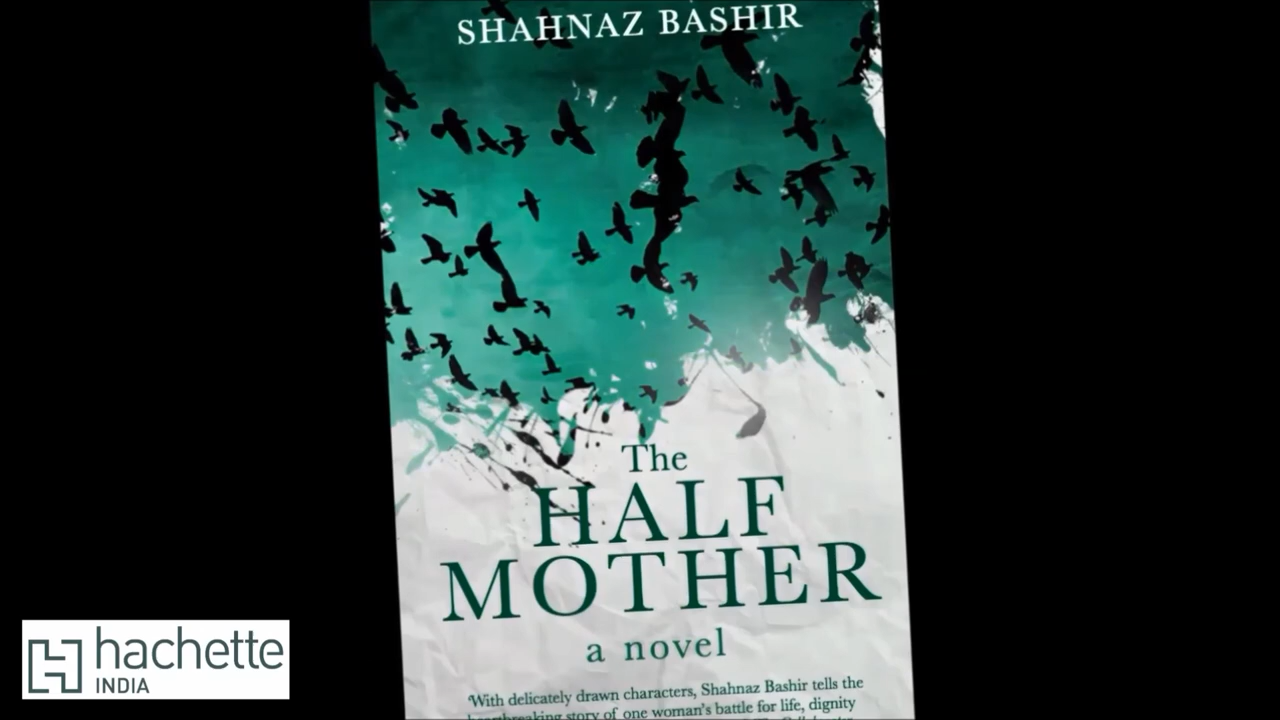 SHAHNAZ BASHIR
The
HALF
MOTHER
a novel
'With delicately drawn characters, Shahnaz Bashir tells the
heartbreaking story of one woman's battle for life, dignity
hachette
INDIA